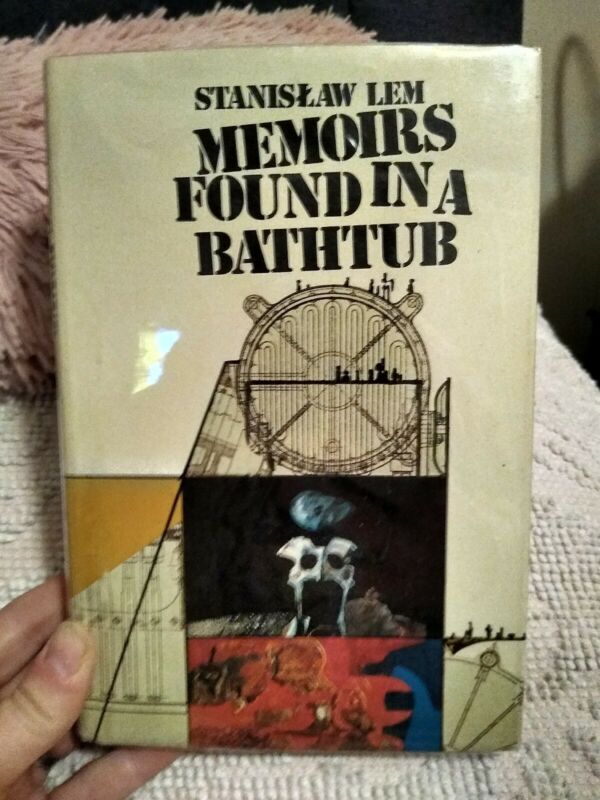 STANISŁAW LEM
MEMOIRS
FOUND IN A
BATHTUB